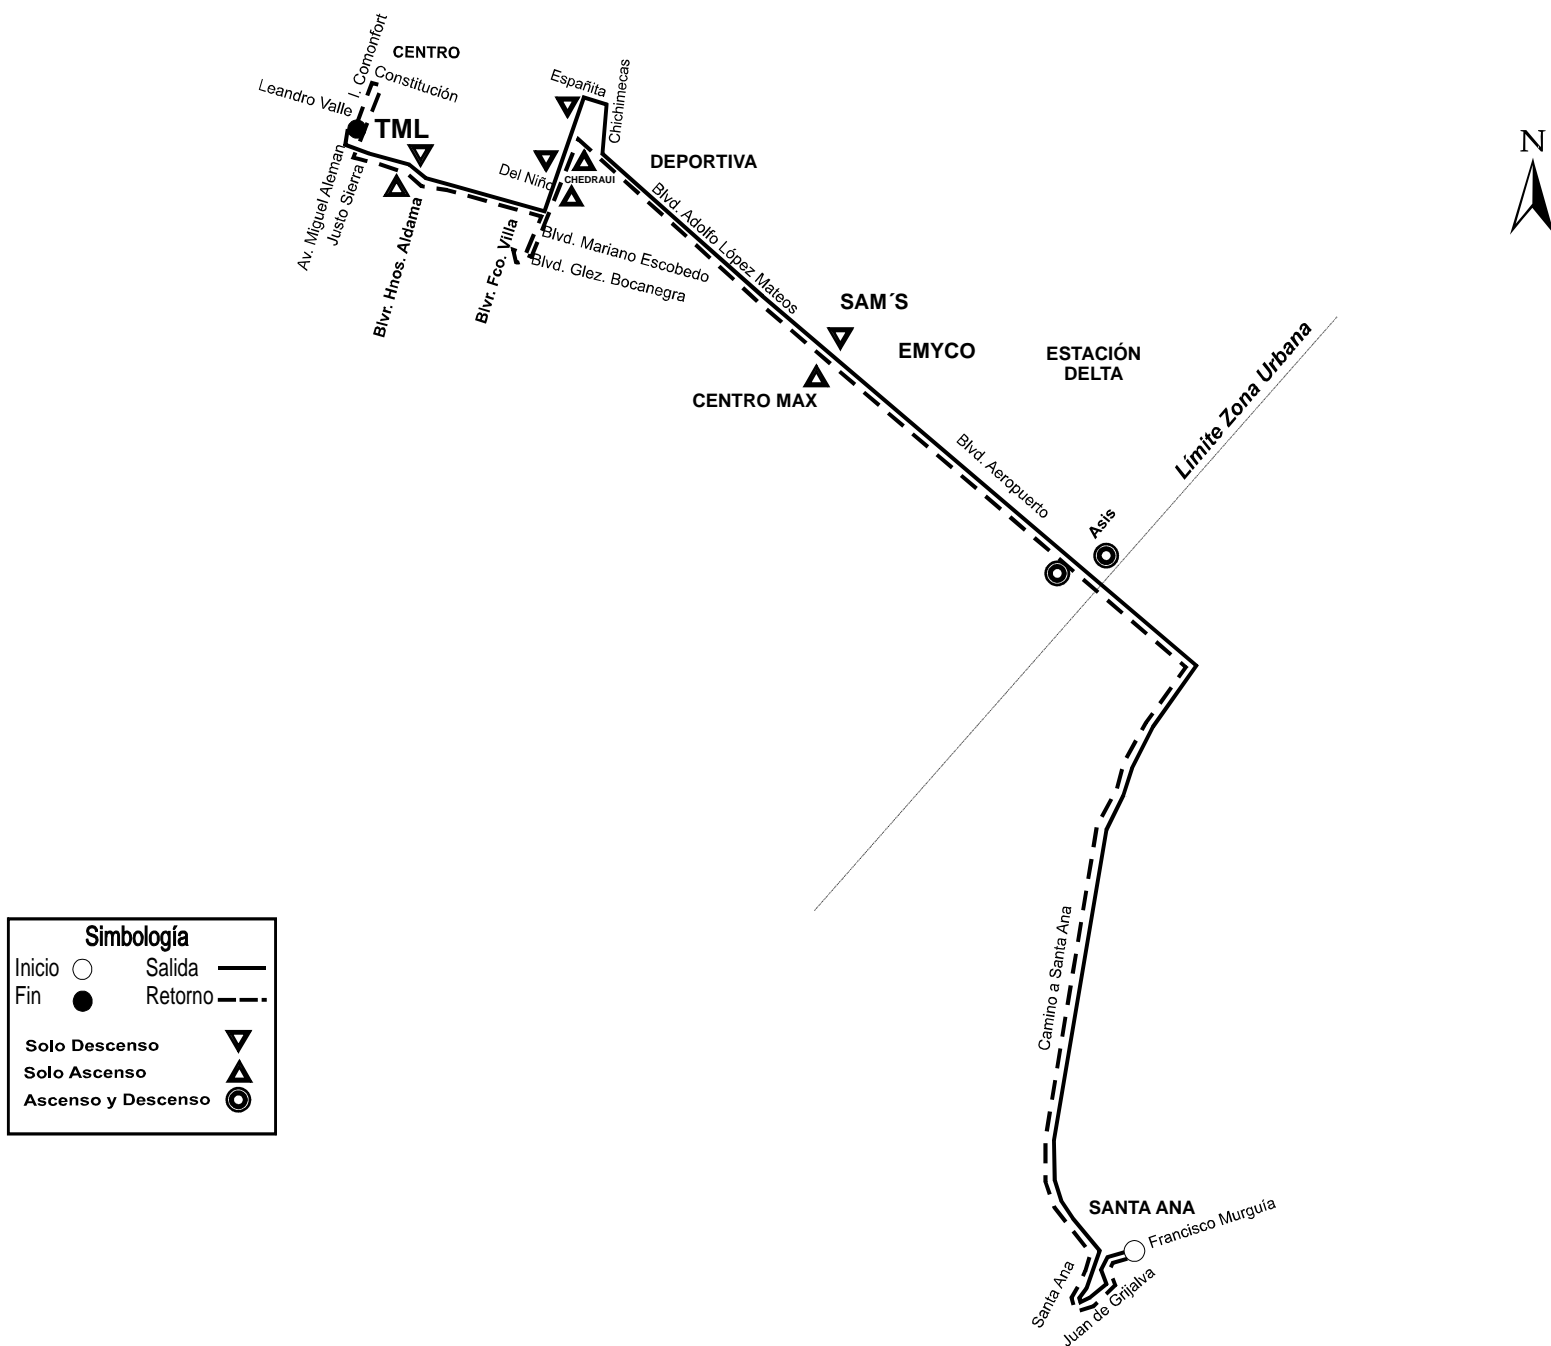 I. Comonfort
CENTRO
Constitución
Leandro Valle
TML
Av. Miguel Aleman
Justo Sierra
Blvr. Hnos. Aldama
Españita
Chichimecas
Del Niño
CHEDRAUI
DEPORTIVA
Blvr. Fco. Villa
Blvd. Mariano Escobedo
Blvd. Glez. Bocanegra
Blvd. Adolfo López Mateos
N
SAM´S
EMYCO
CENTRO MAX
ESTACIÓN
DELTA
Límite Zona Urbana
Blvd. Aeropuerto
Asis
Camino a Santa Ana
SANTA ANA
Francisco Murguía
Santa Ana
Juan de Grijalva
Simbología
Inicio
Salida
Fin
Retorno
Solo Descenso
Solo Ascenso
Ascenso y Descenso